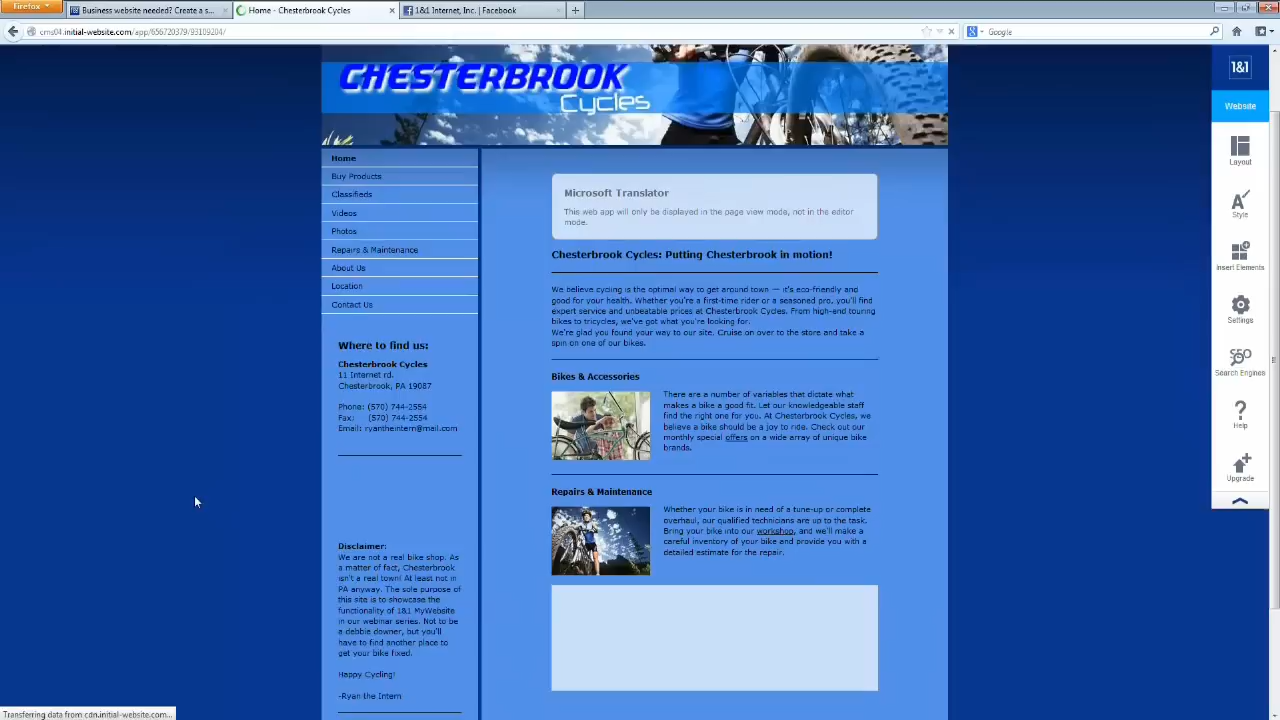 Firefox
Business website needed? Create a s...
Home - Chesterbrook Cycles
1&1 Internet, Inc. | Facebook
cms04.initial-website.com/app/656720379/93109204/
Google
CHESTERBROOK
Cycles
1&1
Website
Layout
Style
Insert Elements
Settings
SEO
Search Engines
Help
Upgrade
Home
Buy Products
Classifieds
Videos
Photos
Repairs & Maintenance
About Us
Location
Contact Us
Where to find us:
Chesterbrook Cycles
11 Internet rd.
Chesterbrook, PA 19087
Phone: (570) 744-2554
Fax: (570) 744-2554
Email: ryantheintern@mail.com
Disclaimer:
We are not a real bike shop. As
a matter of fact, Chesterbrook
isn't a real town! At least not in
PA anyway. The sole purpose of
this site is to showcase the
functionality of 1&1 MyWebsite
in our webinar series. Not to be
a debbie downer, but you'll
have to find another place to
get your bike fixed.
Happy Cycling!
-Ryan the Intern
Microsoft Translator
This web app will only be displayed in the page view mode, not in the editor
mode.
Chesterbrook Cycles: Putting Chesterbrook in motion!
We believe cycling is the optimal way to get around town — it's eco-friendly and
good for your health. Whether you're a first-time rider or a seasoned pro, you'll find
expert service and unbeatable prices at Chesterbrook Cycles. From high-end touring
bikes to tricycles, we've got what you're looking for.
We're glad you found your way to our site. Cruise on over to the store and take a
spin on one of our bikes.
Bikes & Accessories
There are a number of variables that dictate what
makes a bike a good fit. Let our knowledgeable staff
find the right one for you. At Chesterbrook Cycles, we
believe a bike should be a joy to ride. Check out our
monthly special offers on a wide array of unique bike
brands.
Repairs & Maintenance
Whether your bike is in need of a tune-up or complete
overhaul, our qualified technicians are up to the task.
Bring your bike into our workshop, and we'll make a
careful inventory of your bike and provide you with a
detailed estimate for the repair.
Transferring data from cdn.initial-website.com...